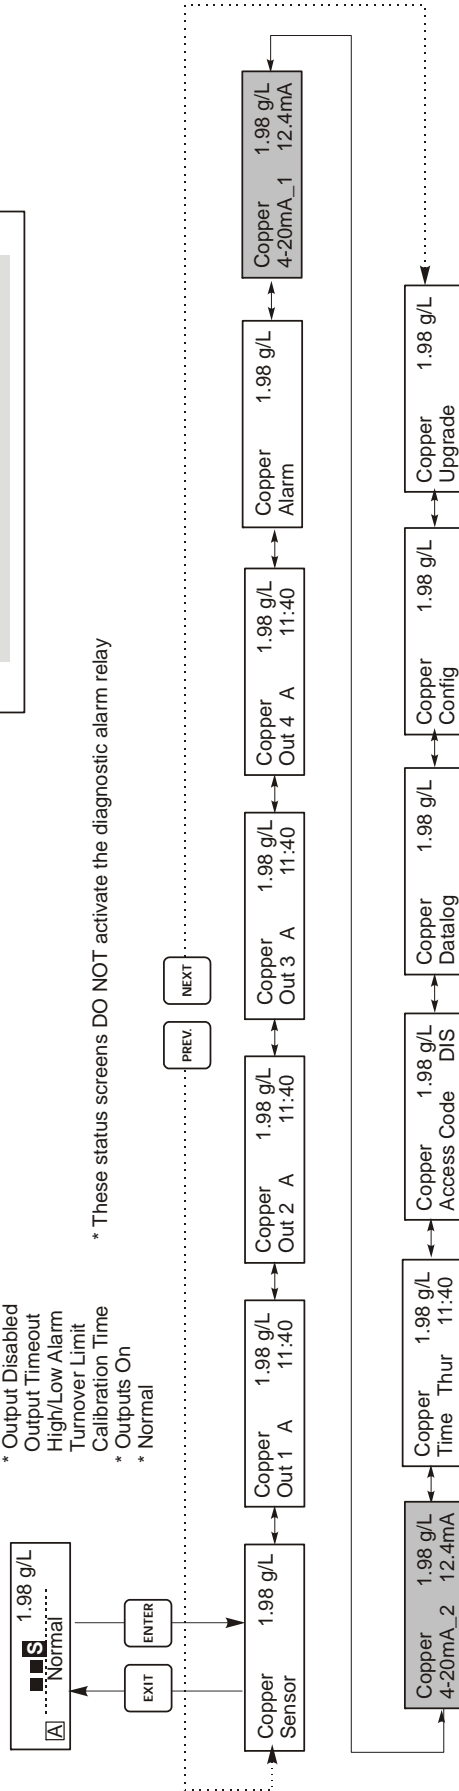 * Output Disabled
Output Timeout
High/Low Alarm
Turnover Limit
Calibration Time
* Outputs On
* Normal
* These status screens DO NOT activate the diagnostic alarm relay
S 1.98 g/L
A Normal
EXIT
ENTER
PREV.
NEXT
Copper 1.98 g/L
Sensor
Copper 1.98 g/L
Out 1 A 11:40
Copper 1.98 g/L
Out 2 A 11:40
Copper 1.98 g/L
Out 3 A 11:40
Copper 1.98 g/L
Out 4 A 11:40
Copper 1.98 g/L
Alarm
Copper 1.98 g/L
4-20mA_1 12.4mA
Copper 1.98 g/L
4-20mA_2 12.4mA
Copper 1.98 g/L
Time Thur 11:40
Copper 1.98 g/L
Access Code DIS
Copper 1.98 g/L
Datalog
Copper 1.98 g/L
Config
Copper 1.98 g/L
Upgrade